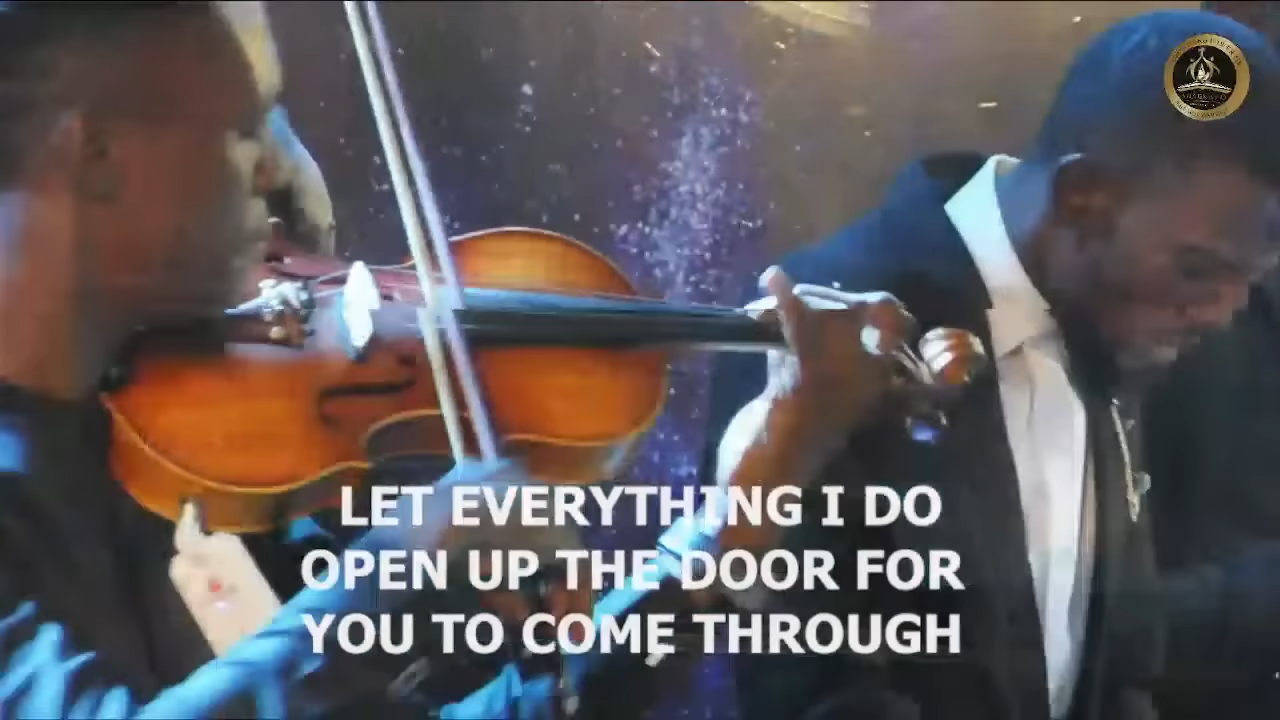 LET EVERYTHING I DO
OPEN UP THE DOOR FOR
YOU TO COME THROUGH